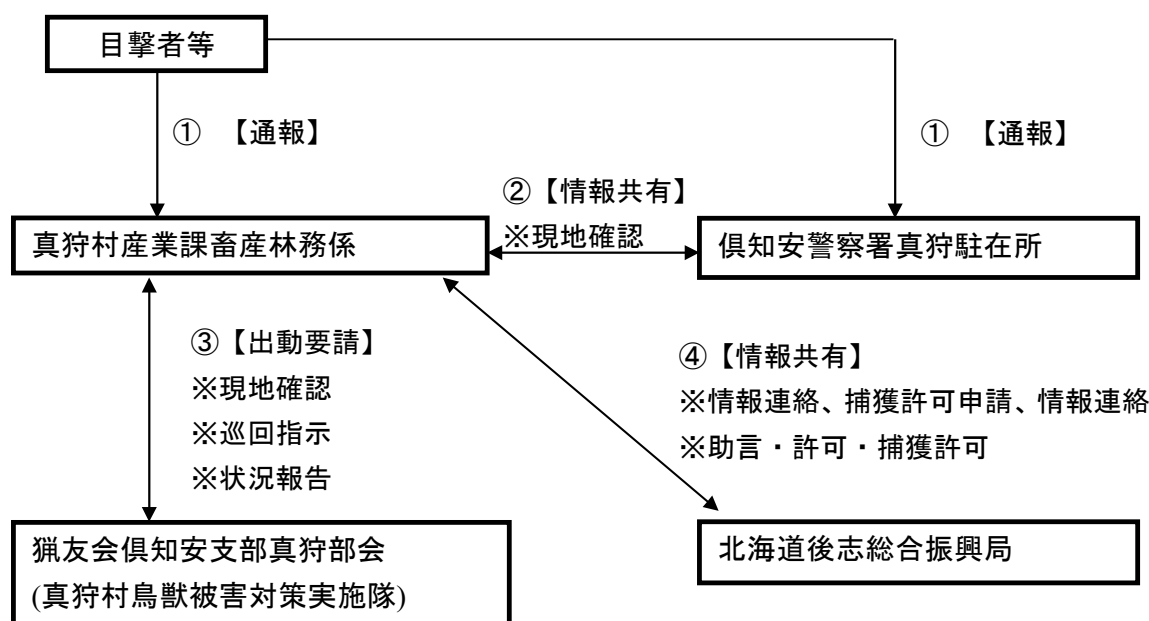 目撃者等
① 【通報】
① 【通報】
②【情報共有】
※現地確認
真狩村産業課畜産林務係
倶知安警察署真狩駐在所
③【出動要請】
※現地確認
※巡回指示
※状況報告
④【情報共有】
※情報連絡、捕獲許可申請、情報連絡
※助言・許可・捕獲許可
猟友会倶知安支部真狩部会
(真狩村鳥獣被害対策実施隊)
北海道後志総合振興局